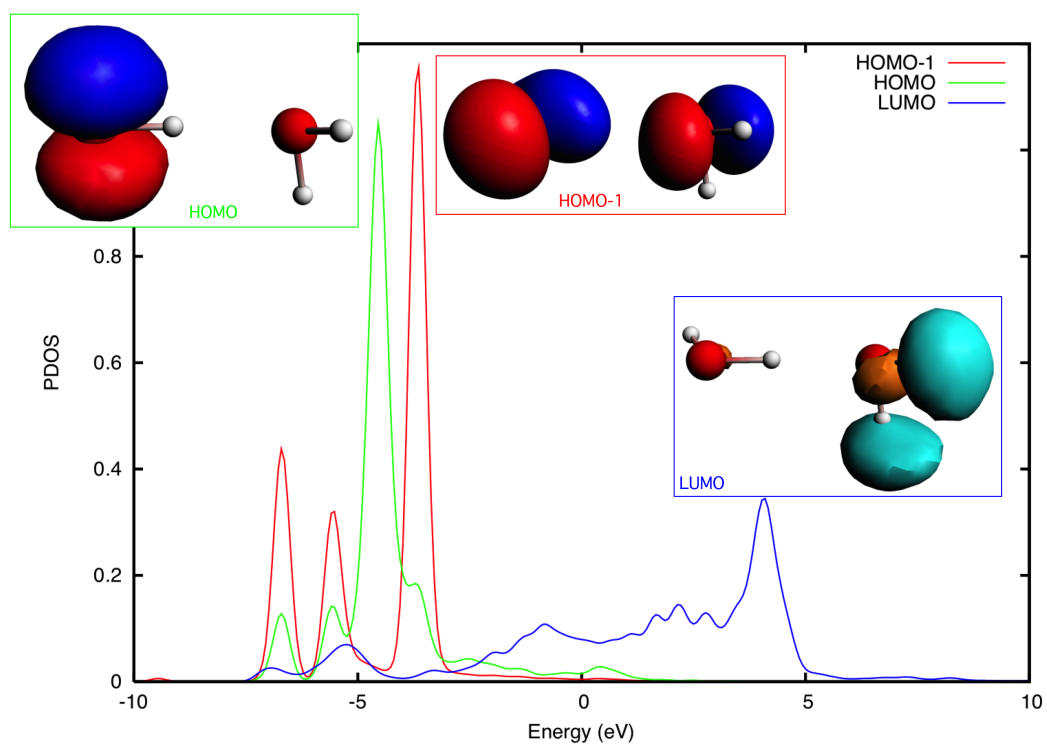 HOMO
HOMO-1
HOMO-1
HOMO
LUMO
LUMO
PDOS
0.8
0.6
0.4
0.2
0
-10
-5
0
5
10
Energy (eV)